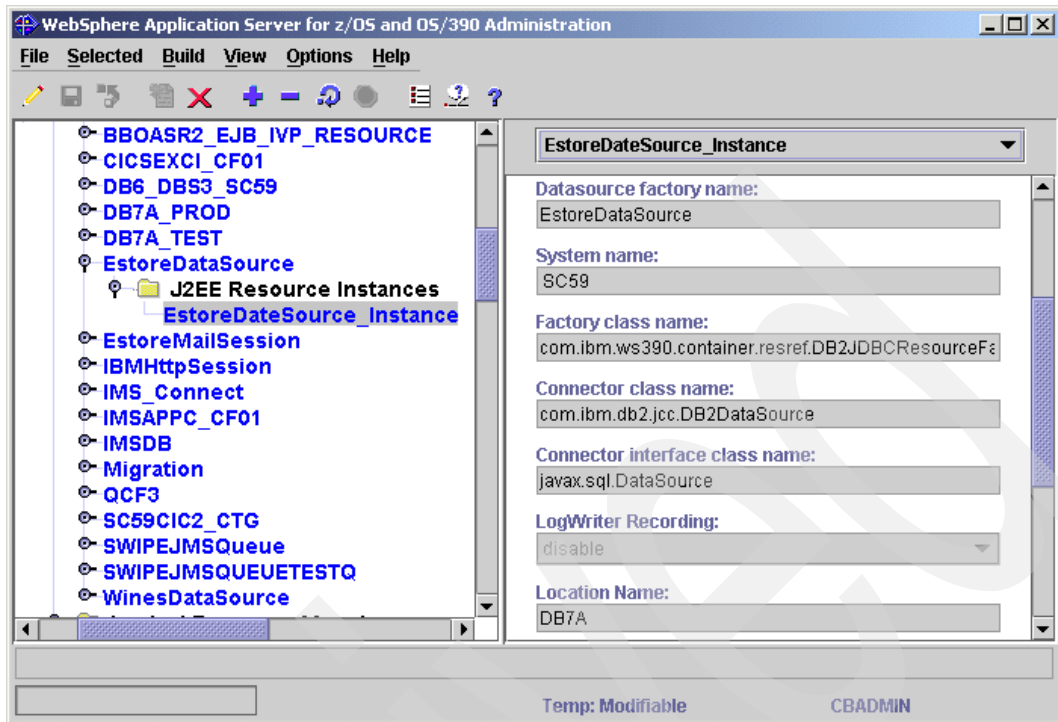 WebSphere Application Server for z/OS and OS/390 Administration
File Selected Build View Options Help
BBOASR2_EJB_IVP_RESOURCE
CICSEXCI_CF01
DB6_DBS3_SC59
DB7A_PROD
DB7A_TEST
EstoreDataSource
J2EE Resource Instances
EstoreDateSource_Instance
EstoreMailSession
IBMHttpSession
IMS_Connect
IMSAPPC_CF01
IMSDB
Migration
QCF3
SC59CIC2_CTG
SWIPEJMSQueue
SWIPEJMSQUEUETESTQ
WinesDataSource
EstoreDateSource_Instance
Datasource factory name:
EstoreDataSource
System name:
SC59
Factory class name:
com.ibm.ws390.container.resref.DB2JDBCResourceFa
Connector class name:
com.ibm.db2.jcc.DB2DataSource
Connector interface class name:
javax.sql.DataSource
LogWriter Recording:
disable
Location Name:
DB7A
Temp: Modifiable CBADMIN